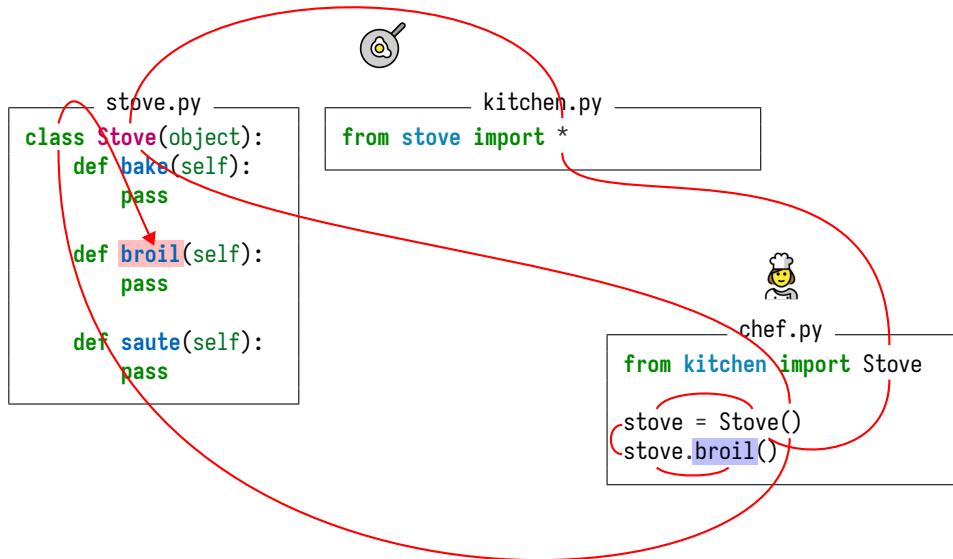 stove.py
class Stove(object):
def bake(self):
pass
def broil(self):
pass
def saute(self):
pass
kitchen.py
from stove import *
chef.py
from kitchen import Stove
stove = Stove()
stove.broil()